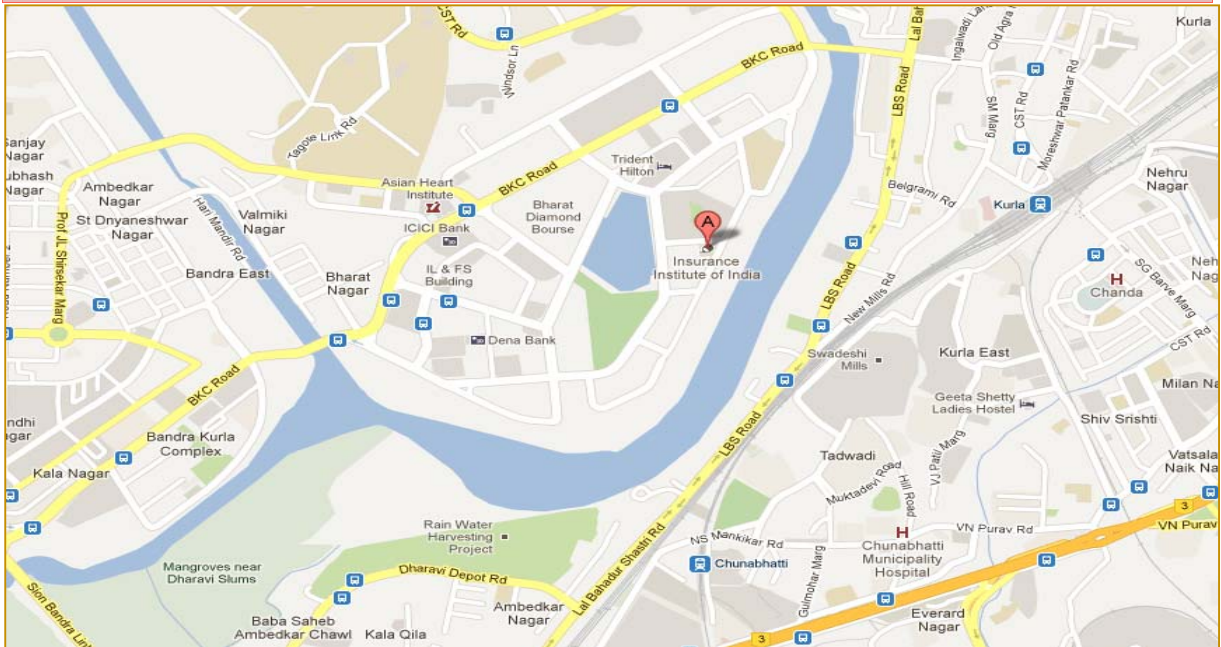 CST Rd
Windsor Ln
BKC Road
Lal Bah
Ingalwadi Lan
Old Agra
Kurla
LBS Road
SM Marg
CST Rd
Moreshwar Patankar Rd
Sanjay
Nagar
ubhash
Nagar
Tagore Link Rd
Ambedkar
Nagar
St Dnyaneshwar
Nagar
Hari Mandir Rd
Valmiki
Nagar
Asian Heart
Institute
ICICI Bank
BKC Road
Trident
Hilton
Bharat
Diamond
Bourse
A
Insurance
Institute of India
Belgrami Rd
Kurla
Nehru
Nagar
Prof JL Shirsekar Marg
Bandra East
Bharat
Nagar
IL & FS
Building
LBS Road
New Mills Rd
H
Chanda
SG Barve Marg
Neh
Nag
CST Rd
Dena Bank
Swadeshi
Mills
Kurla East
BKC Road
Geeta Shetty
Ladies Hostel
Milan Na
Shiv Srishti
ndhi
gar
Bandra Kurla
Complex
Kala Nagar
LBS Road
Tadwadi
Muktadevi Road
Hill Road
VJ Patil Marg
Vatsala
Naik Na
3
VN Purav
Rain Water
Harvesting
Project
NS Mankikar Rd
H
Chunabhatti
Municipality
Hospital
VN Purav Rd
Mangroves near
Dharavi Slums
Dharavi Depot Rd
Lal Bahadur Shastri Rd
Chunabhatti
Gulmohar Marg
Sion Bandra Link
Baba Saheb
Ambedkar Chawl
Kala Qila
Ambedkar
Nagar
Everard
Nagar
3